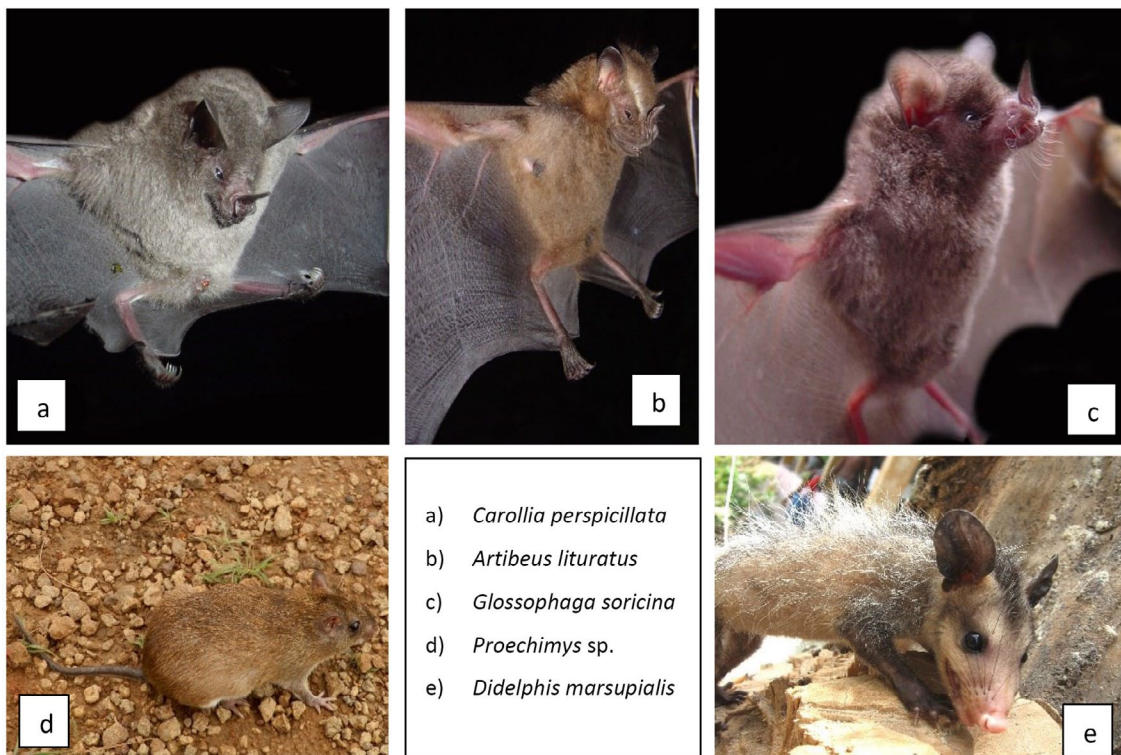 a
b
c
a) Carollia perspicillata
b) Artibeus lituratus
c) Glossophaga soricina
d) Proechimys sp.
e) Didelphis marsupialis
d
e